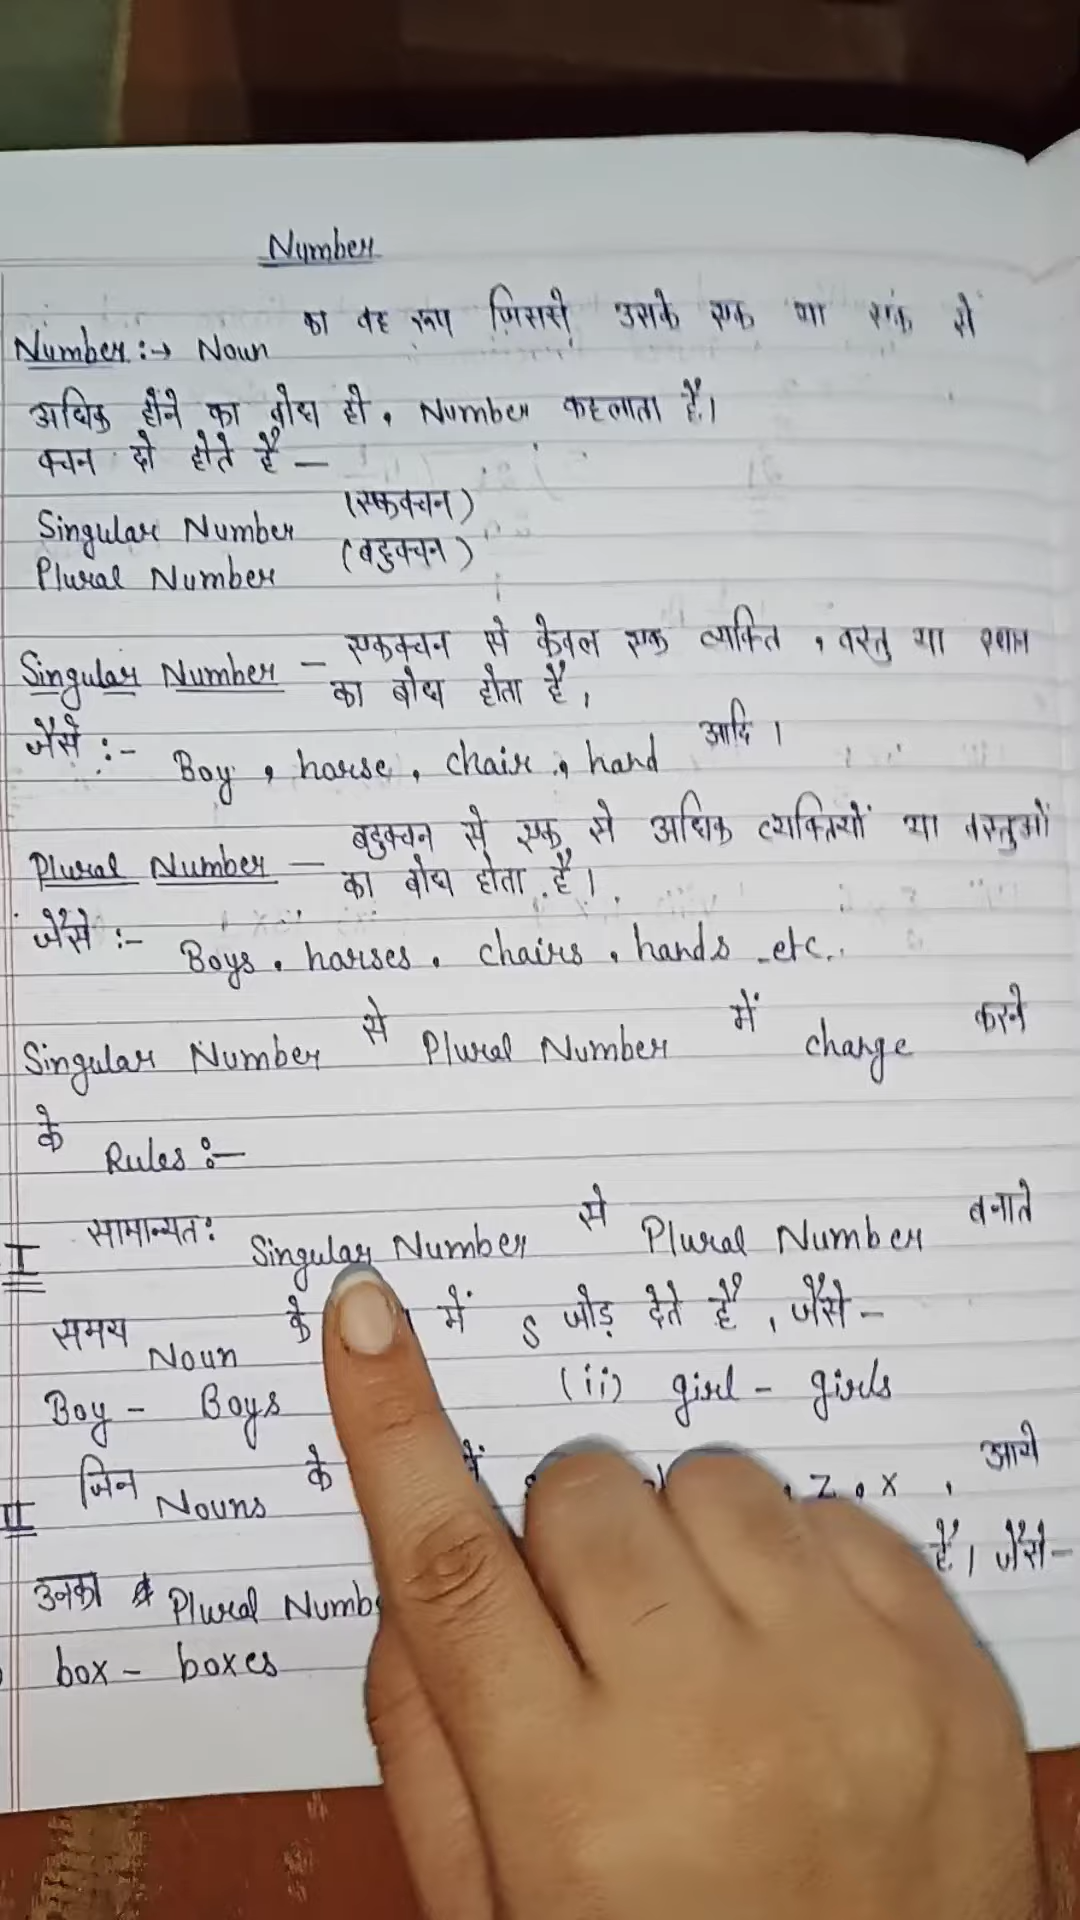 Number
Number :→ Noun का वह रूप जिससे उसके एक या एक से
अधिक होने का बोध हो, Number कहलाता है।
वचन दो होते हैं —
Singular Number (एकवचन)
Plural Number (बहुवचन)
Singular Number — एकवचन से केवल एक व्यक्ति, वस्तु या स्थान
का बोध होता है,
जैसे :- Boy, horse, chair, hand आदि।
Plural Number — बहुवचन से एक से अधिक व्यक्तियों या वस्तुओं
का बोध होता है।
जैसे :- Boys, horses, chairs, hands etc.
Singular Number से Plural Number में change करने
के Rules :-
I सामान्यतः Singular Number से Plural Number बनाते
समय Noun के में s जोड़ देते हैं, जैसे -
Boy - Boys (ii) girl - girls
II जिन Nouns के z, x, आये
उनका Plural हैं। जैसे -
box - boxes